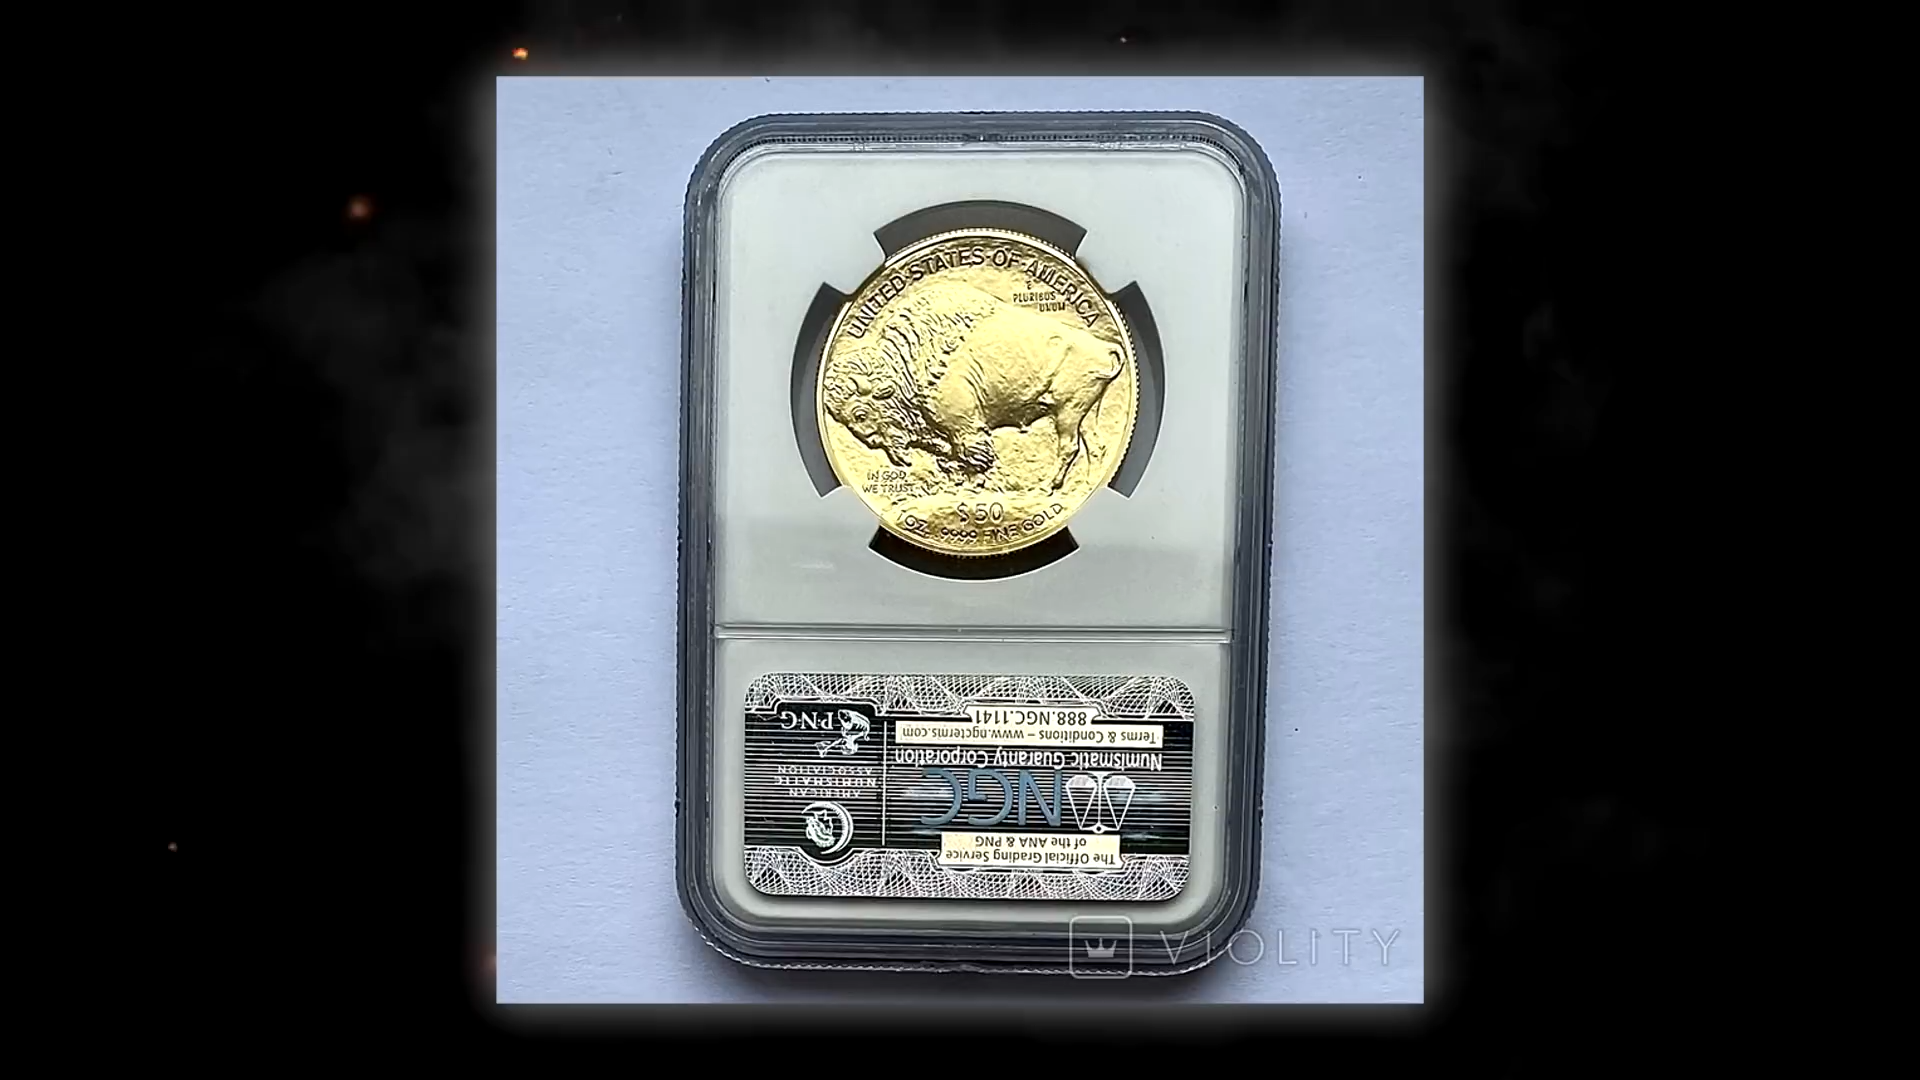 UNITED·STATES·OF·AMERICA
E
PLURIBUS
UNUM
IN GOD
WE TRUST
$50
1 OZ. .9999 FINE GOLD
The Official Grading Service
of the ANA & PNG
NGC
Numismatic Guaranty Corporation
Terms & Conditions – www.ngcterms.com
888.NGC.1141
AMERICAN
NUMISMATIC
ASSOCIATION
PNG
VIOLITY